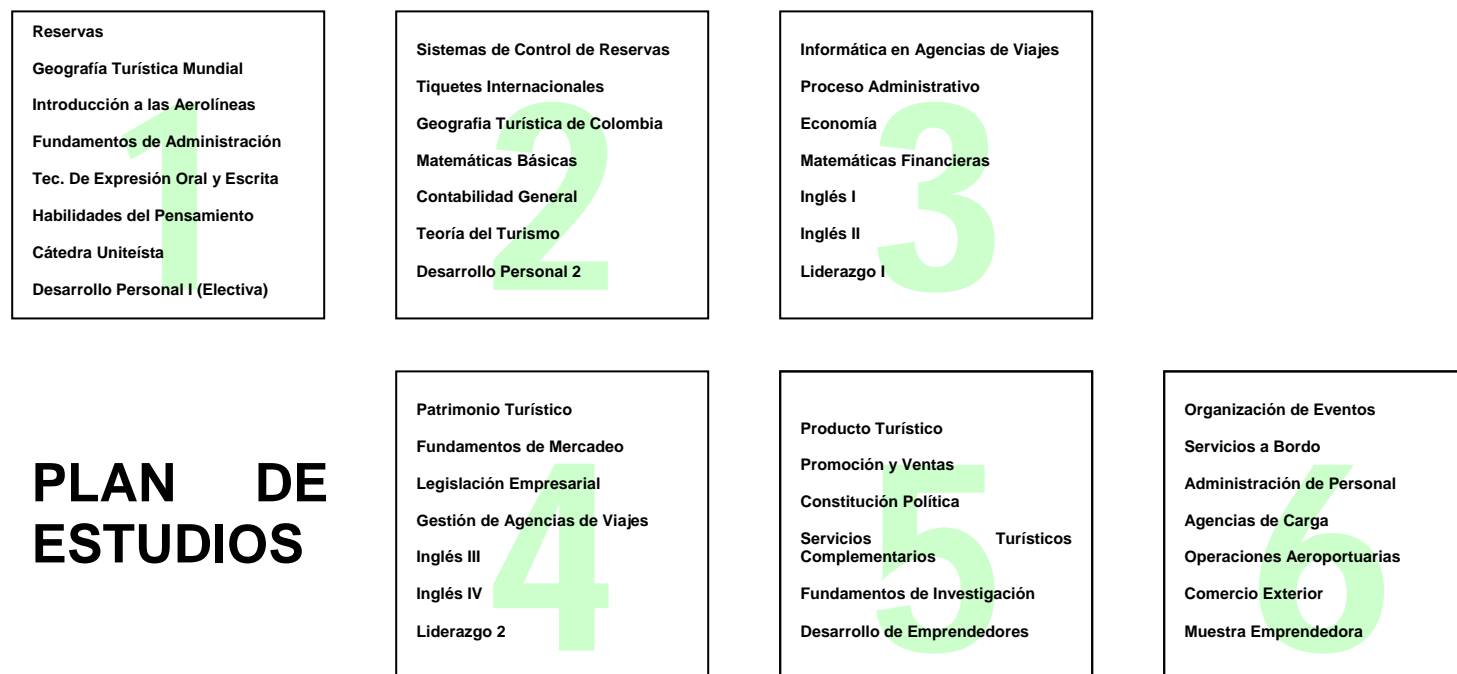 1
Reservas
Geografía Turística Mundial
Introducción a las Aerolíneas
Fundamentos de Administración
Tec. De Expresión Oral y Escrita
Habilidades del Pensamiento
Cátedra Uniteísta
Desarrollo Personal I (Electiva)
2
Sistemas de Control de Reservas
Tiquetes Internacionales
Geografia Turística de Colombia
Matemáticas Básicas
Contabilidad General
Teoría del Turismo
Desarrollo Personal 2
3
Informática en Agencias de Viajes
Proceso Administrativo
Economía
Matemáticas Financieras
Inglés I
Inglés II
Liderazgo I
PLAN DE
ESTUDIOS
4
Patrimonio Turístico
Fundamentos de Mercadeo
Legislación Empresarial
Gestión de Agencias de Viajes
Inglés III
Inglés IV
Liderazgo 2
5
Producto Turístico
Promoción y Ventas
Constitución Política
Servicios Turísticos
Complementarios
Fundamentos de Investigación
Desarrollo de Emprendedores
6
Organización de Eventos
Servicios a Bordo
Administración de Personal
Agencias de Carga
Operaciones Aeroportuarias
Comercio Exterior
Muestra Emprendedora